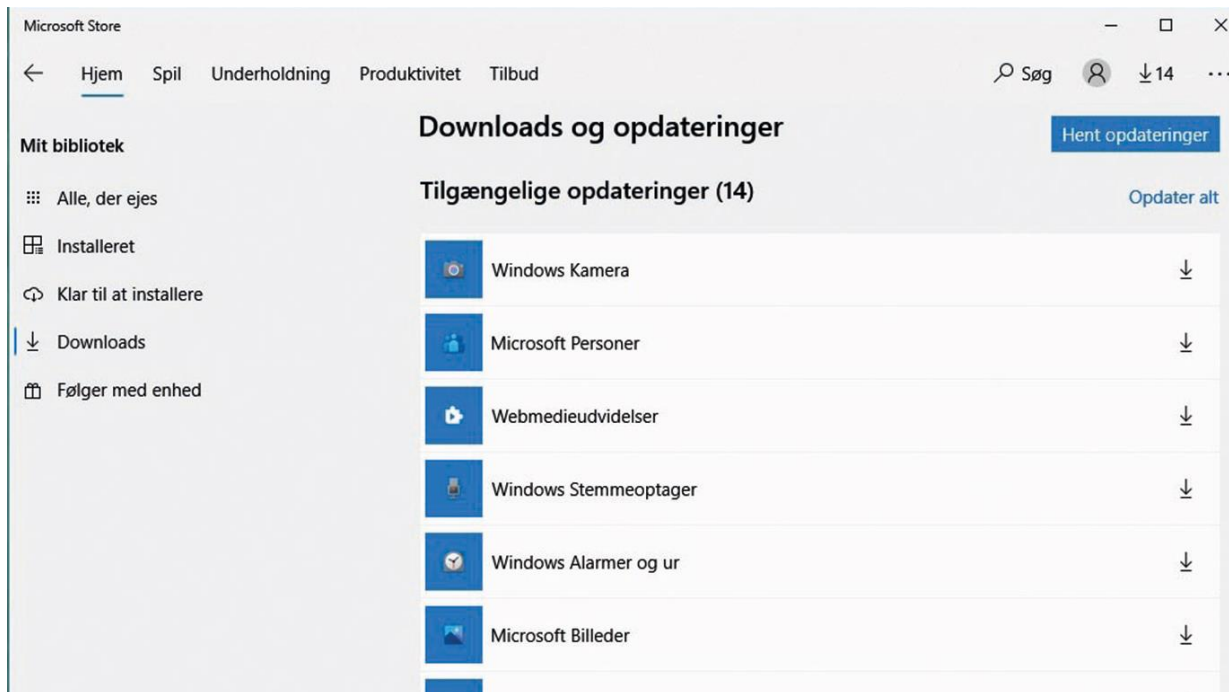 Microsoft Store
Hjem Spil Underholdning Produktivitet Tilbud Søg 14
Mit bibliotek
Alle, der ejes
Installeret
Klar til at installere
Downloads
Følger med enhed
Downloads og opdateringer
Hent opdateringer
Tilgængelige opdateringer (14)
Opdater alt
Windows Kamera
Microsoft Personer
Webmedieudvidelser
Windows Stemmeoptager
Windows Alarmer og ur
Microsoft Billeder